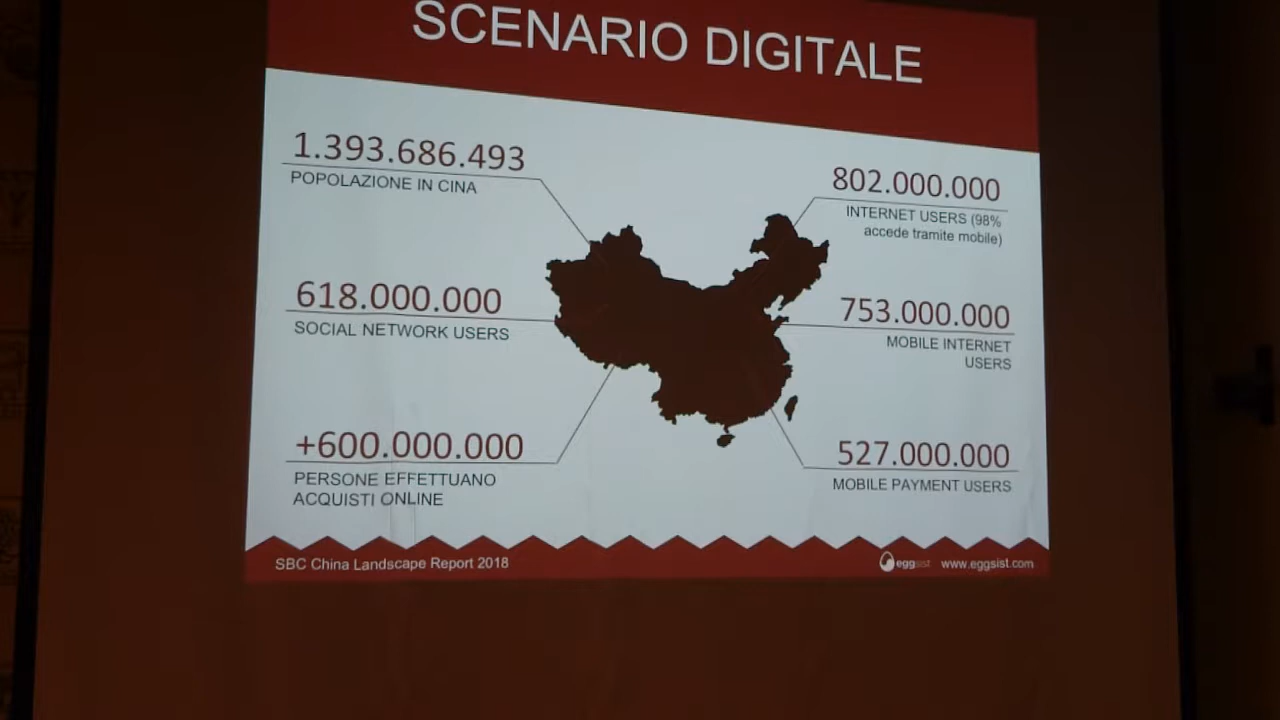 SCENARIO DIGITALE
1.393.686.493
POPOLAZIONE IN CINA
618.000.000
SOCIAL NETWORK USERS
+600.000.000
PERSONE EFFETTUANO
ACQUISTI ONLINE
802.000.000
INTERNET USERS (98%
accede tramite mobile)
753.000.000
MOBILE INTERNET
USERS
527.000.000
MOBILE PAYMENT USERS
SBC China Landscape Report 2018
eggsist www.eggsist.com